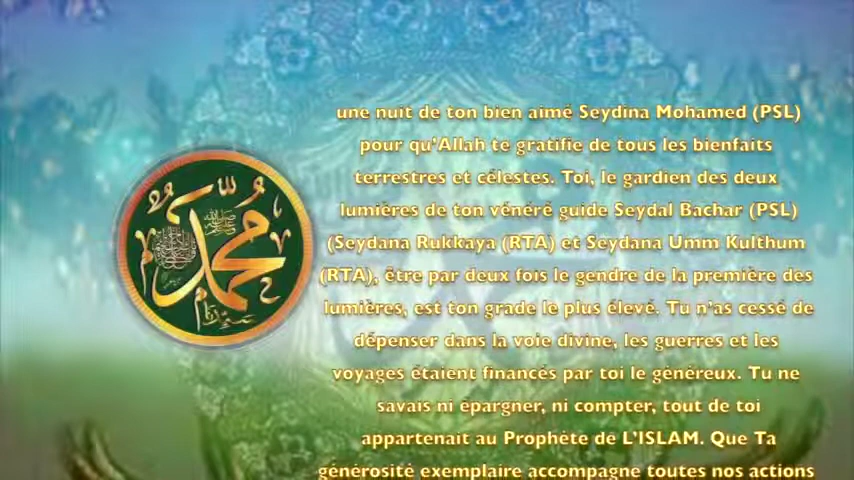 محمد
صلى الله عليه وسلم
une nuit de ton bien aimé Seydina Mohamed (PSL)
pour qu'Allah te gratifie de tous les bienfaits
terrestres et célestes. Toi, le gardien des deux
lumières de ton vénéré guide Seydal Bachar (PSL)
(Seydana Rukkaya (RTA) et Seydana Umm Kulthum
(RTA), être par deux fois le gendre de la première des
lumières, est ton grade le plus élevé. Tu n'as cessé de
dépenser dans la voie divine, les guerres et les
voyages étaient financés par toi le généreux. Tu ne
savais ni épargner, ni compter, tout de toi
appartenait au Prophète de L'ISLAM. Que Ta
générosité exemplaire accompagne toutes nos actions